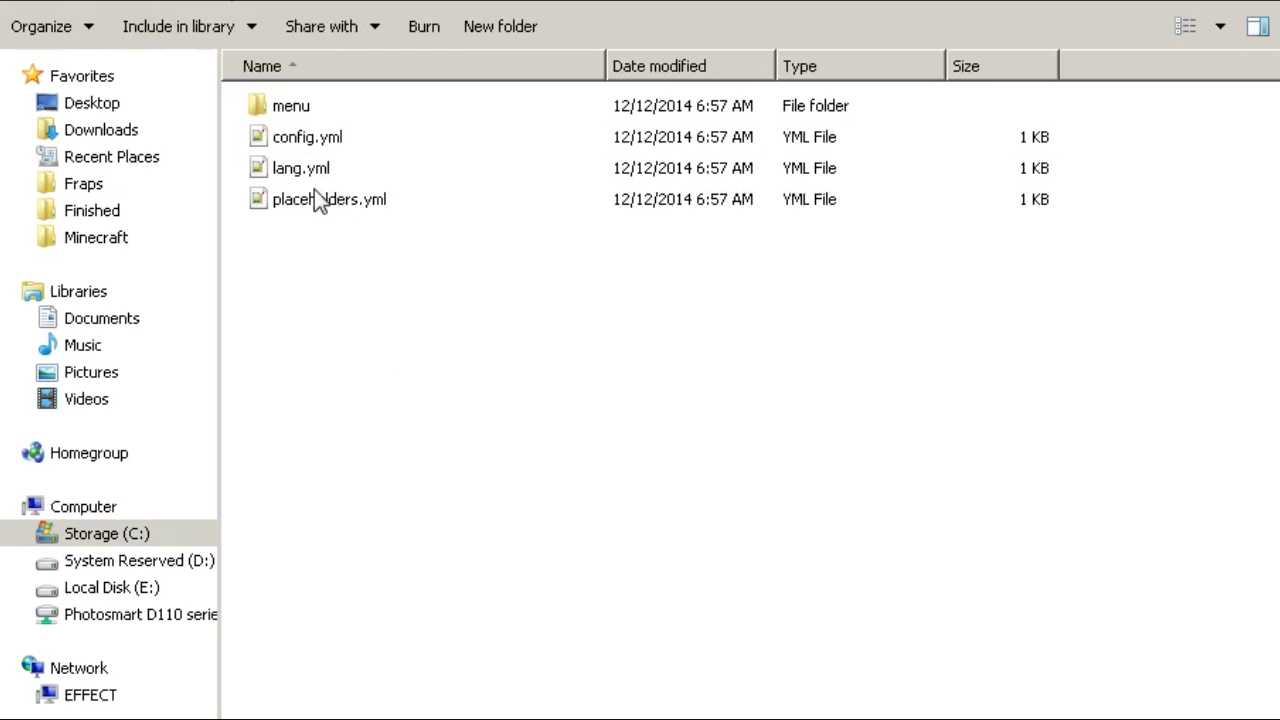 Organize Include in library Share with Burn New folder
Name Date modified Type Size
Favorites
Desktop
Downloads
Recent Places
Fraps
Finished
Minecraft
Libraries
Documents
Music
Pictures
Videos
Homegroup
Computer
Storage (C:)
System Reserved (D:)
Local Disk (E:)
Photosmart D110 serie
Network
EFFECT
menu 12/12/2014 6:57 AM File folder
config.yml 12/12/2014 6:57 AM YML File 1 KB
lang.yml 12/12/2014 6:57 AM YML File 1 KB
placeholders.yml 12/12/2014 6:57 AM YML File 1 KB